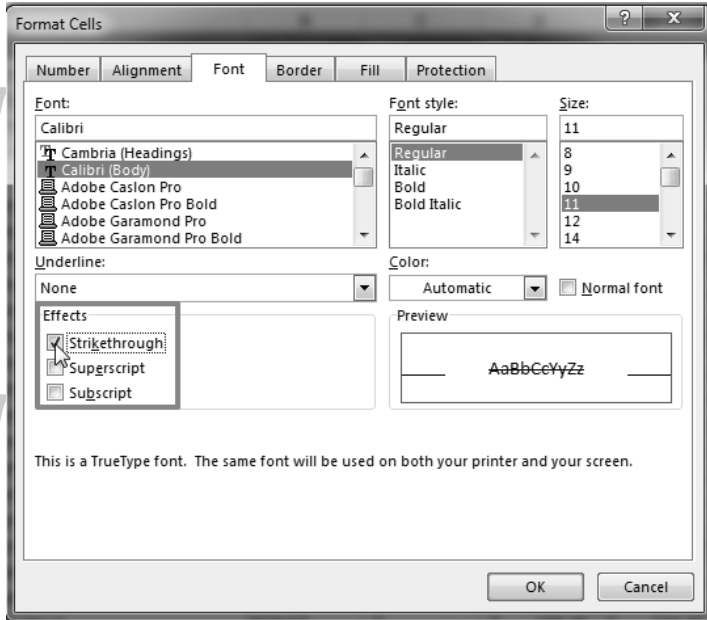 Format Cells
? X
Number Alignment Font Border Fill Protection
Font: Font style: Size:
Calibri Regular 11
Cambria (Headings) Regular 8
Calibri (Body) Italic 9
Adobe Caslon Pro Bold 10
Adobe Caslon Pro Bold Bold Italic 11
Adobe Garamond Pro 12
Adobe Garamond Pro Bold 14
Underline: Color:
None Automatic Normal font
Effects Preview
Strikethrough
Superscript AaBbCcYyZz
Subscript
This is a TrueType font. The same font will be used on both your printer and your screen.
OK Cancel